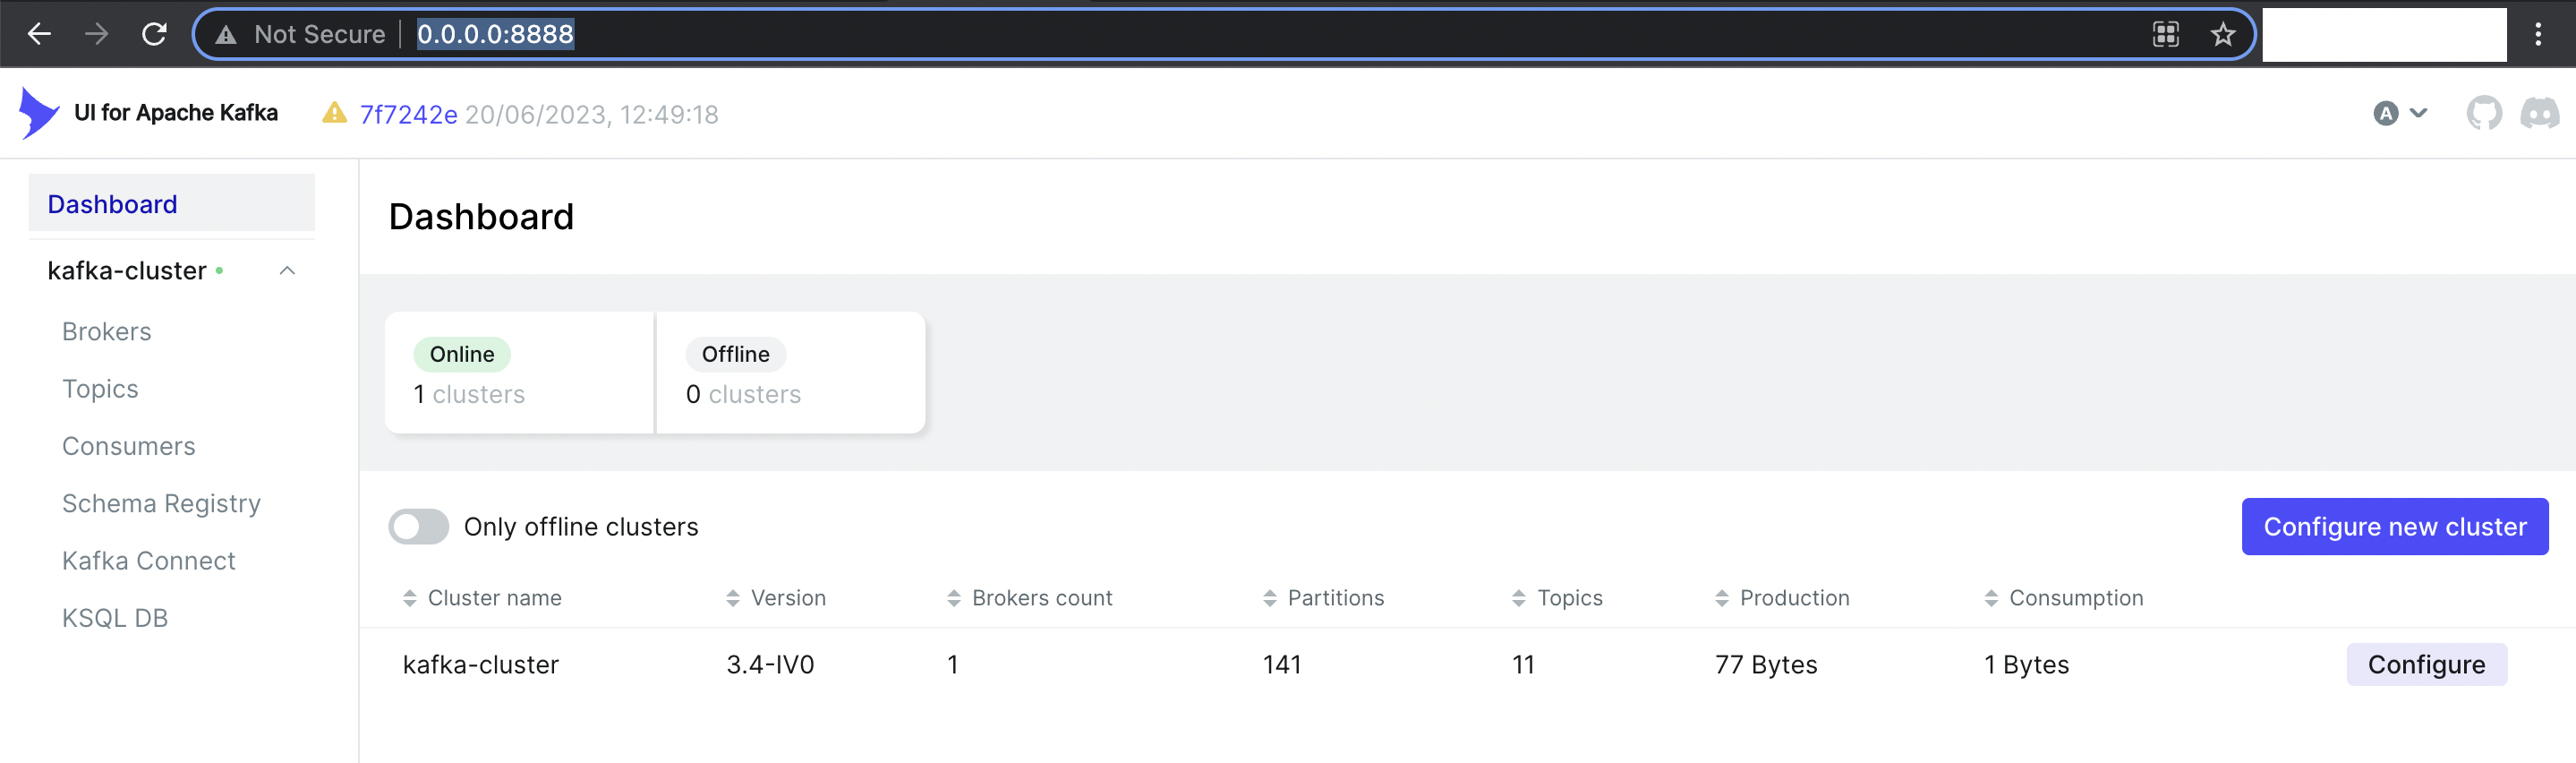 Not Secure 0.0.0.0:8888
UI for Apache Kafka 7f7242e 20/06/2023, 12:49:18 A
Dashboard
kafka-cluster
Brokers
Topics
Consumers
Schema Registry
Kafka Connect
KSQL DB
Dashboard
Online
1 clusters
Offline
0 clusters
Only offline clusters
Configure new cluster
Cluster name Version Brokers count Partitions Topics Production Consumption
kafka-cluster 3.4-IV0 1 141 11 77 Bytes 1 Bytes Configure